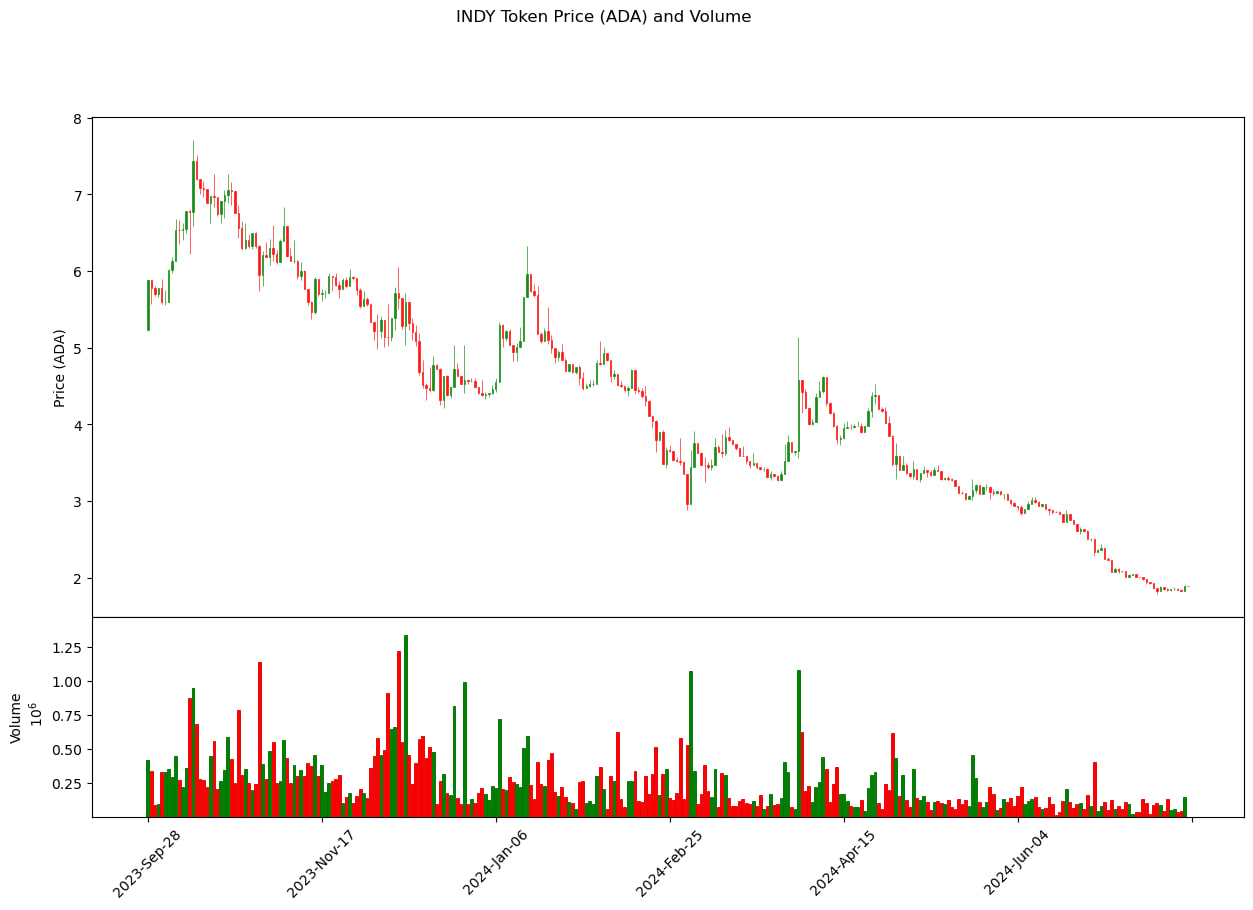 INDY Token Price (ADA) and Volume
Price (ADA)
8
7
6
5
4
3
2
Volume
10^6
1.25
1.00
0.75
0.50
0.25
2023-Sep-28
2023-Nov-17
2024-Jan-06
2024-Feb-25
2024-Apr-15
2024-Jun-04